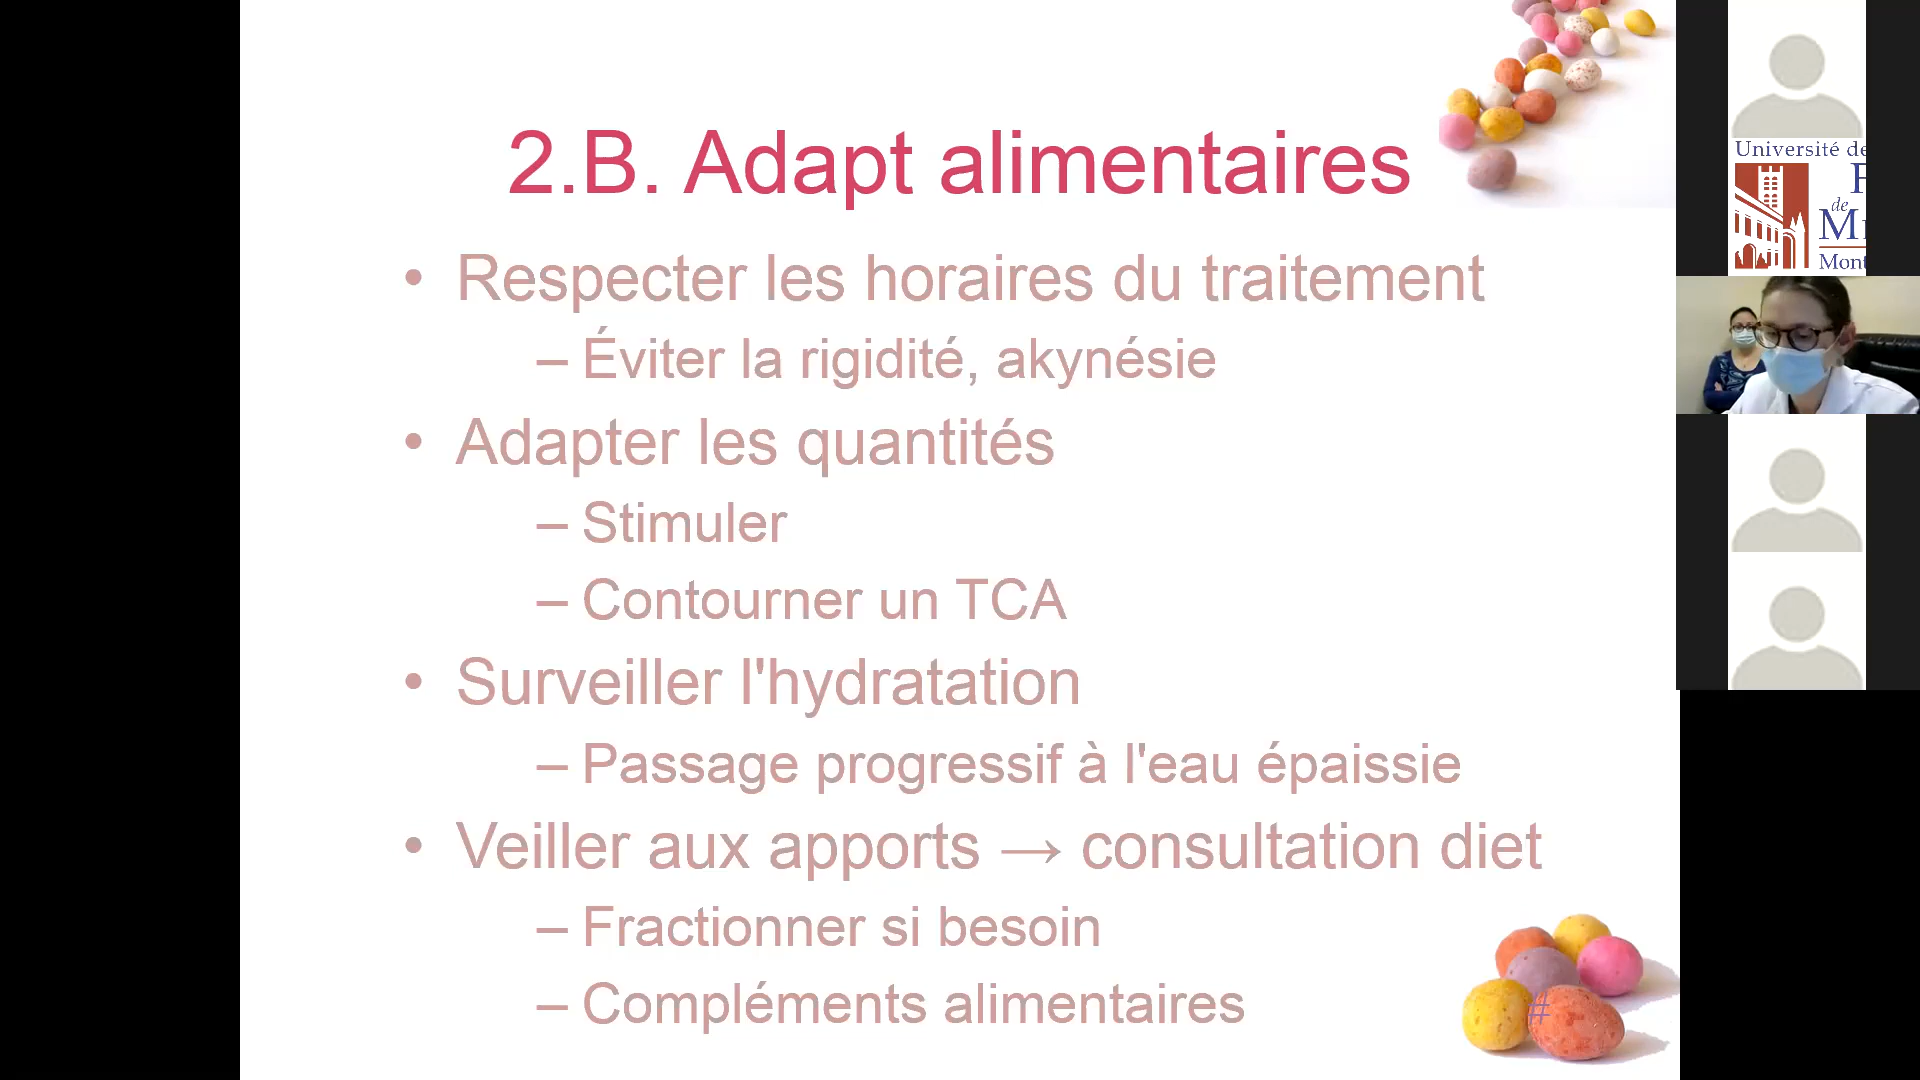 2.B. Adapt alimentaires
• Respecter les horaires du traitement
– Éviter la rigidité, akynésie
• Adapter les quantités
– Stimuler
– Contourner un TCA
• Surveiller l'hydratation
– Passage progressif à l'eau épaissie
• Veiller aux apports → consultation diet
– Fractionner si besoin
– Compléments alimentaires
#
Université de
de
Mont